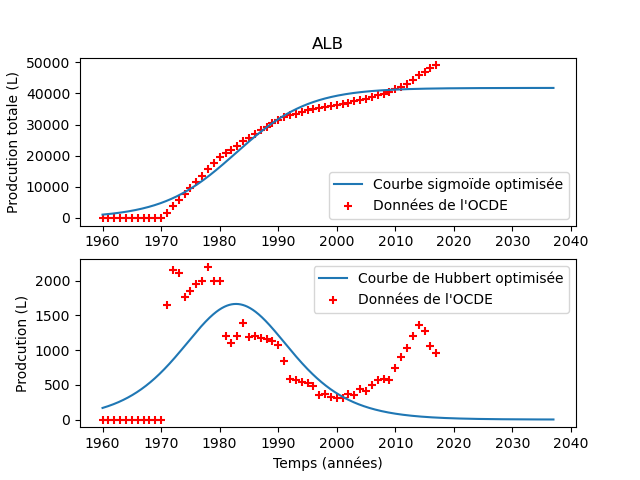 ALB
Prodcution totale (L)
50000
40000
30000
20000
10000
0
Courbe sigmoïde optimisée
Données de l'OCDE
1960 1970 1980 1990 2000 2010 2020 2030 2040
Prodcution (L)
2000
1500
1000
500
0
Courbe de Hubbert optimisée
Données de l'OCDE
1960 1970 1980 1990 2000 2010 2020 2030 2040
Temps (années)